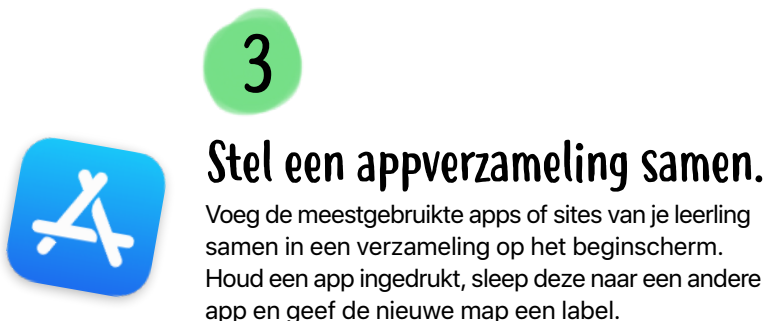 3
Stel een appverzameling samen.
Voeg de meestgebruikte apps of sites van je leerling
samen in een verzameling op het beginscherm.
Houd een app ingedrukt, sleep deze naar een andere
app en geef de nieuwe map een label.